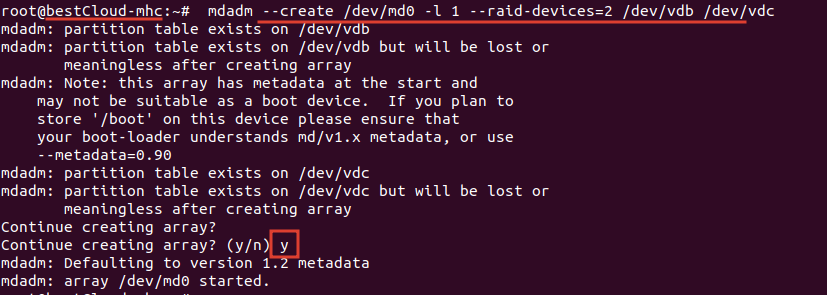 root@bestCloud-mhc:~#  mdadm --create /dev/md0 -l 1 --raid-devices=2 /dev/vdb /dev/vdc
mdadm: partition table exists on /dev/vdb
mdadm: partition table exists on /dev/vdb but will be lost or
       meaningless after creating array
mdadm: Note: this array has metadata at the start and
    may not be suitable as a boot device.  If you plan to
    store '/boot' on this device please ensure that
    your boot-loader understands md/v1.x metadata, or use
    --metadata=0.90
mdadm: partition table exists on /dev/vdc
mdadm: partition table exists on /dev/vdc but will be lost or
       meaningless after creating array
Continue creating array?
Continue creating array? (y/n) y
mdadm: Defaulting to version 1.2 metadata
mdadm: array /dev/md0 started.